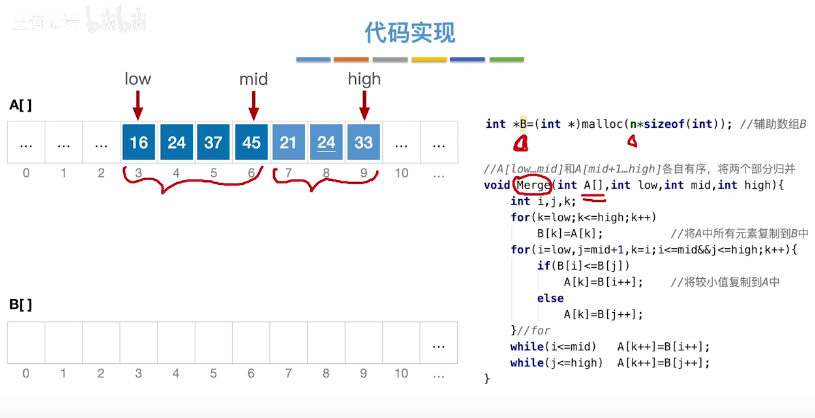 代码实现
low mid high
A[ ]
... ... ... 16 24 37 45 21 24 33 ... ...
0 1 2 3 4 5 6 7 8 9 10 ...
B[ ]
...
0 1 2 3 4 5 6 7 8 9 10 ...
int *B=(int *)malloc(n*sizeof(int)); //辅助数组B
//A[low…mid]和A[mid+1…high]各自有序，将两个部分归并
void Merge(int A[],int low,int mid,int high){
int i,j,k;
for(k=low;k<=high;k++)
B[k]=A[k]; //将A中所有元素复制到B中
for(i=low,j=mid+1,k=i;i<=mid&&j<=high;k++){
if(B[i]<=B[j])
A[k]=B[i++]; //将较小值复制到A中
else
A[k]=B[j++];
}//for
while(i<=mid) A[k++]=B[i++];
while(j<=high) A[k++]=B[j++];
}